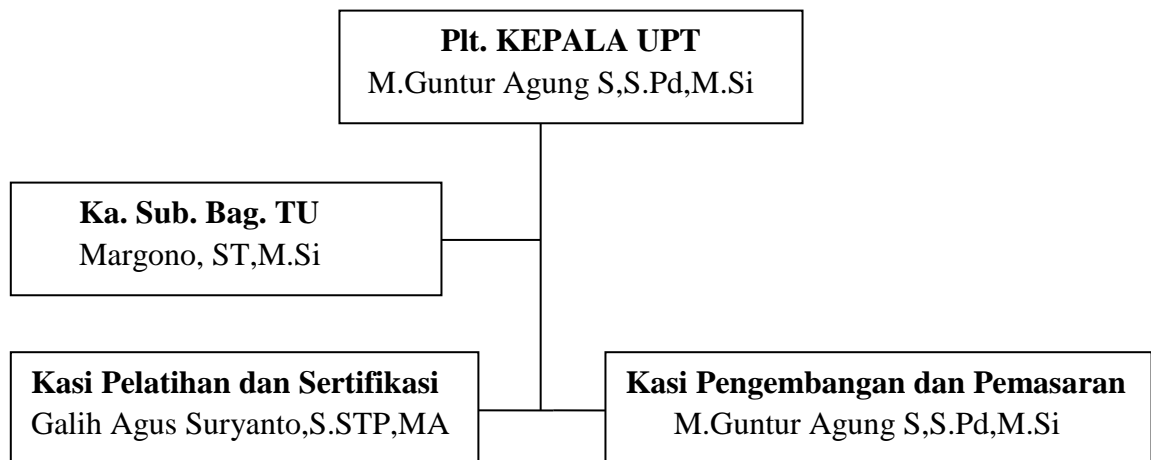 Plt. KEPALA UPT
M.Guntur Agung S,S.Pd,M.Si
Ka. Sub. Bag. TU
Margono, ST,M.Si
Kasi Pelatihan dan Sertifikasi
Galih Agus Suryanto,S.STP,MA
Kasi Pengembangan dan Pemasaran
M.Guntur Agung S,S.Pd,M.Si